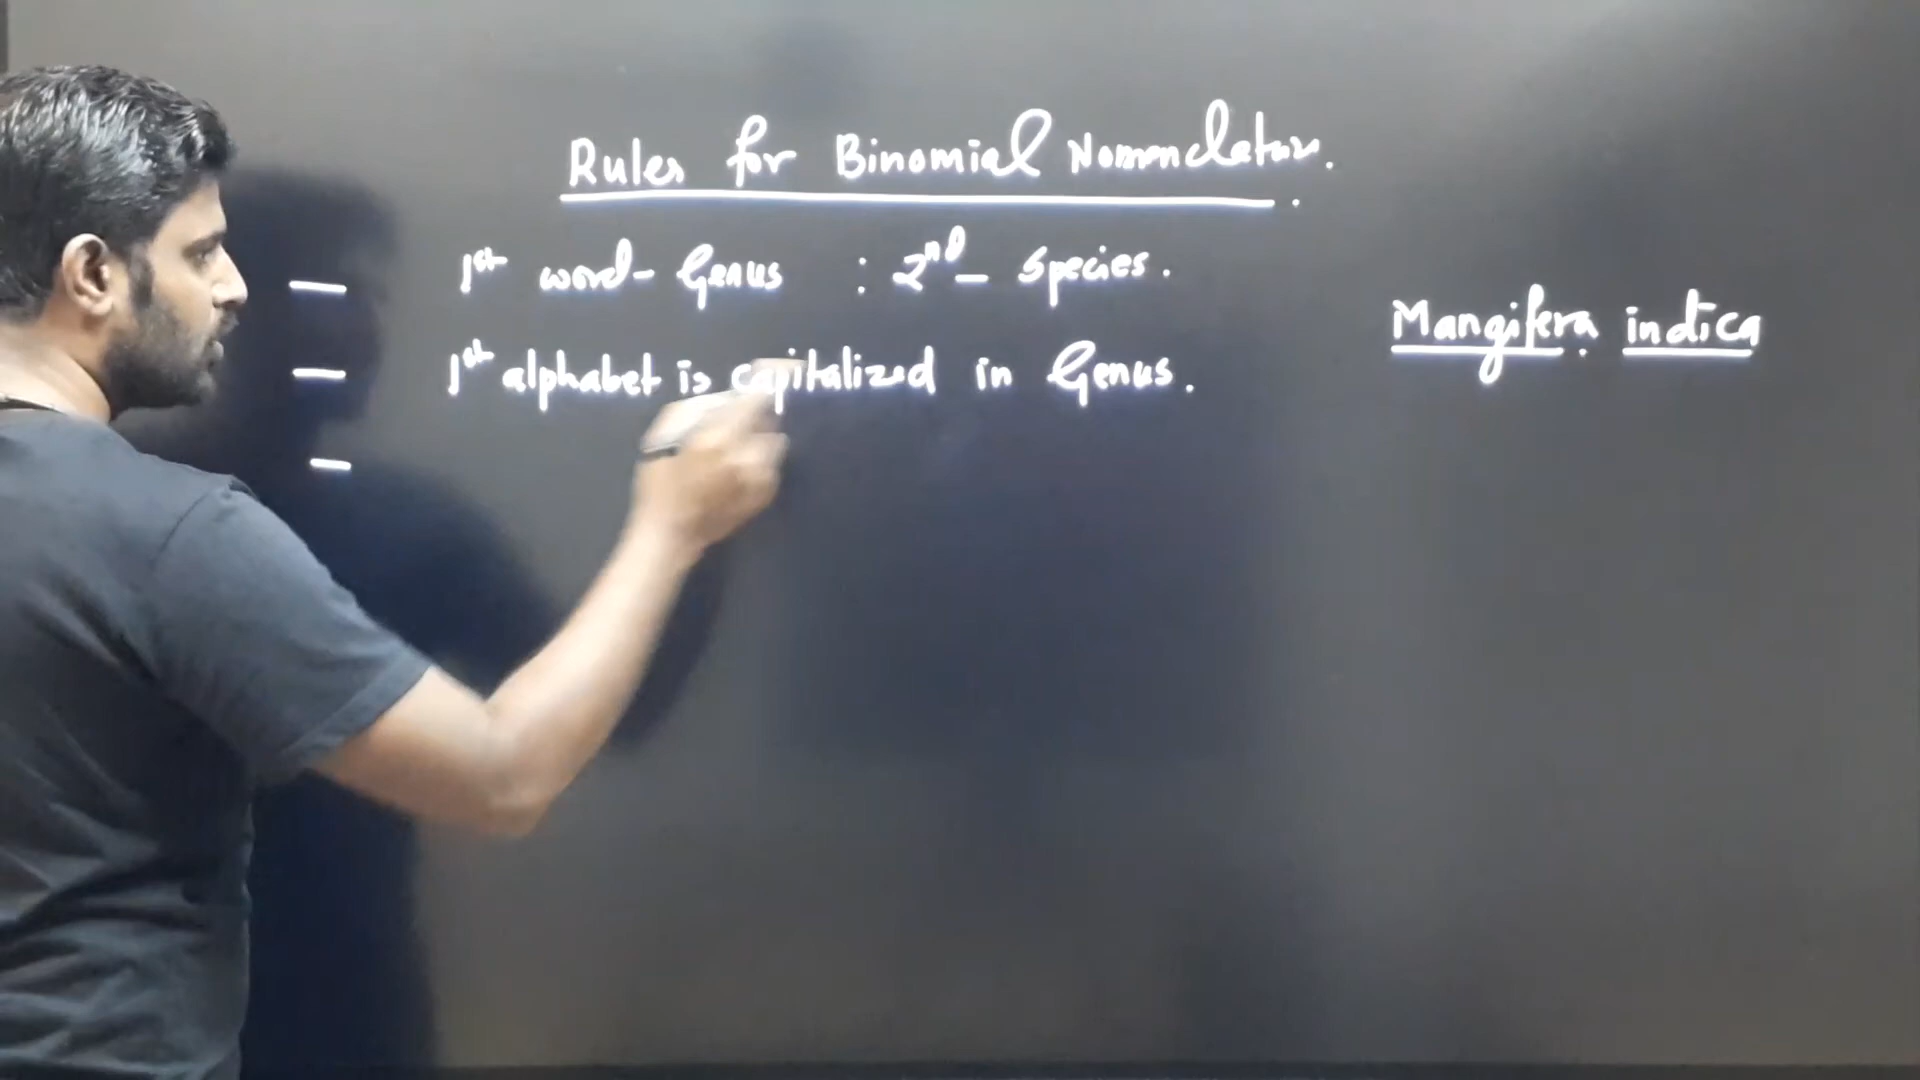 Rules for Binomial Nomenclature.
1st word - Genus : 2nd - Species.
1st alphabet is capitalized in Genus.
Mangifera indica